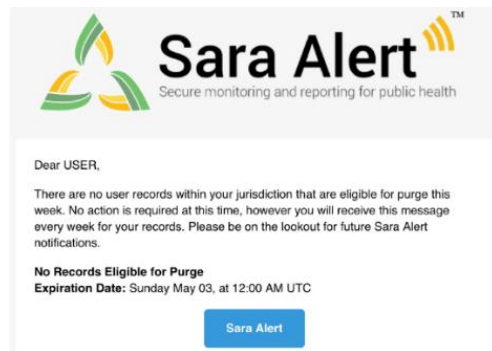 Sara Alert
TM
Secure monitoring and reporting for public health
Dear USER,
There are no user records within your jurisdiction that are eligible for purge this
week. No action is required at this time, however you will receive this message
every week for your records. Please be on the lookout for future Sara Alert
notifications.
No Records Eligible for Purge
Expiration Date: Sunday May 03, at 12:00 AM UTC
Sara Alert